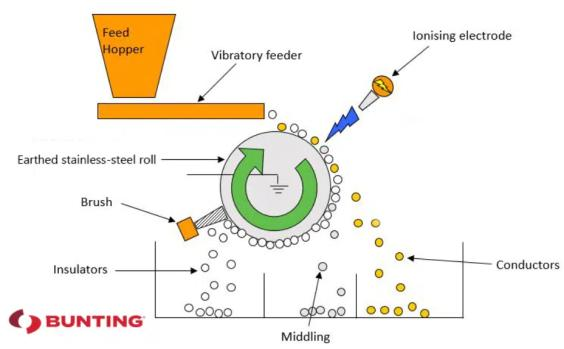 Feed
Hopper
Ionising electrode
Vibratory feeder
Earthed stainless-steel roll
Brush
Insulators
Conductors
BUNTING®
Middling